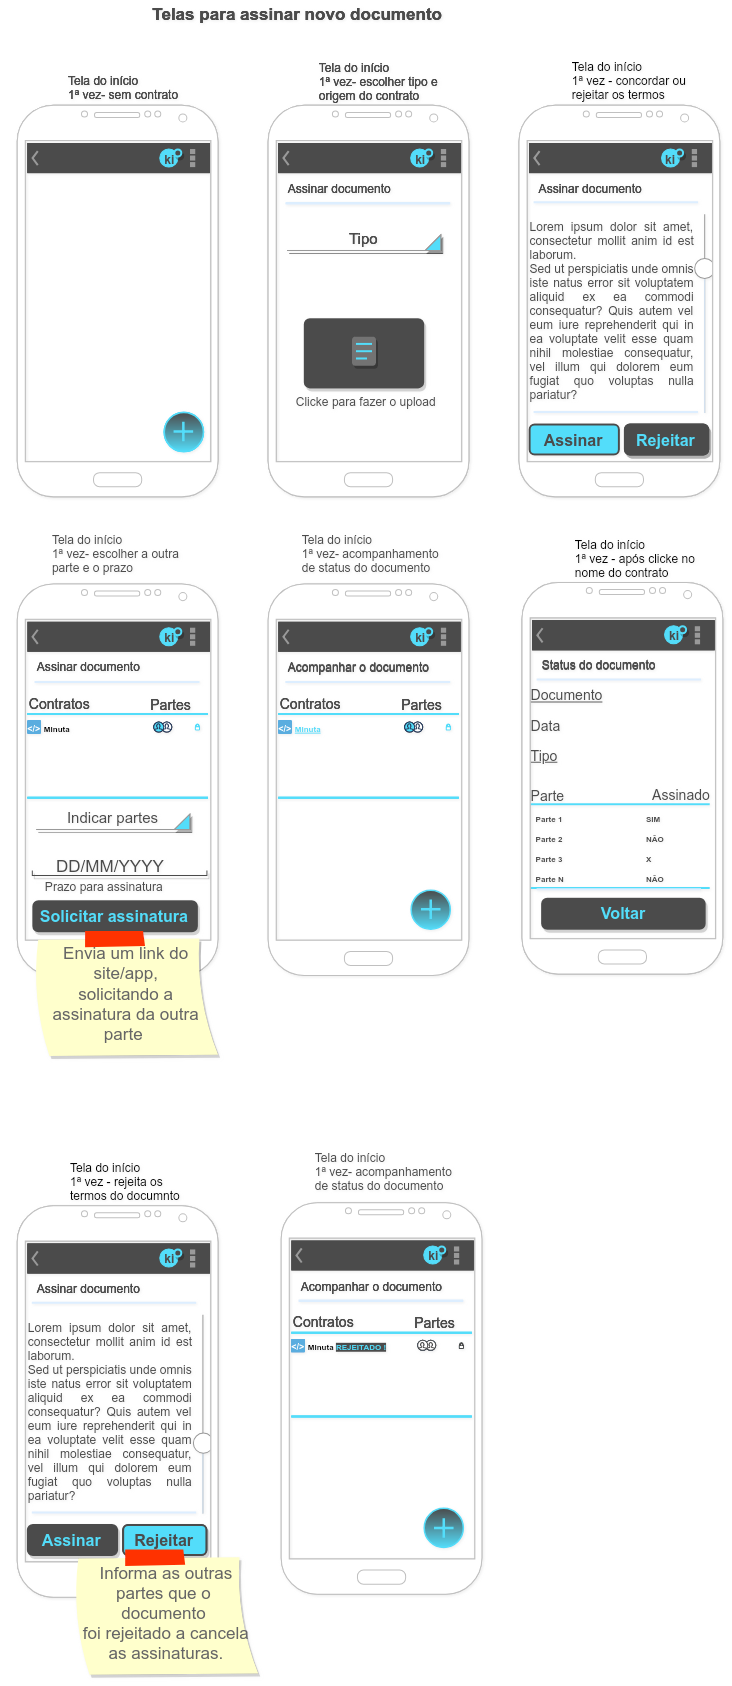 Telas para assinar novo documento
Tela do início
1ª vez- sem contrato
ki
Tela do início
1ª vez- escolher tipo e
origem do contrato
ki
Assinar documento
Tipo
Clicke para fazer o upload
Tela do início
1ª vez - concordar ou
rejeitar os termos
ki
Assinar documento
Lorem ipsum dolor sit amet,
consectetur mollit anim id est
laborum.
Sed ut perspiciatis unde omnis
iste natus error sit voluptatem
aliquid ex ea commodi
consequatur? Quis autem vel
eum iure reprehenderit qui in
ea voluptate velit esse quam
nihil molestiae consequatur,
vel illum qui dolorem eum
fugiat quo voluptas nulla
pariatur?
Assinar Rejeitar
Tela do início
1ª vez- escolher a outra
parte e o prazo
ki
Assinar documento
Contratos Partes
</> Minuta
Indicar partes
DD/MM/YYYY
Prazo para assinatura
Solicitar assinatura
Envia um link do
site/app,
solicitando a
assinatura da outra
parte
Tela do início
1ª vez- acompanhamento
de status do documento
ki
Acompanhar o documento
Contratos Partes
</> Minuta
Tela do início
1ª vez - após clicke no
nome do contrato
ki
Status do documento
Documento
Data
Tipo
Parte Assinado
Parte 1 SIM
Parte 2 NÃO
Parte 3 X
Parte N NÃO
Voltar
Tela do início
1ª vez - rejeita os
termos do documnto
ki
Assinar documento
Lorem ipsum dolor sit amet,
consectetur mollit anim id est
laborum.
Sed ut perspiciatis unde omnis
iste natus error sit voluptatem
aliquid ex ea commodi
consequatur? Quis autem vel
eum iure reprehenderit qui in
ea voluptate velit esse quam
nihil molestiae consequatur,
vel illum qui dolorem eum
fugiat quo voluptas nulla
pariatur?
Assinar Rejeitar
Informa as outras
partes que o
documento
foi rejeitado a cancela
as assinaturas.
Tela do início
1ª vez- acompanhamento
de status do documento
ki
Acompanhar o documento
Contratos Partes
</> Minuta REJEITADO !